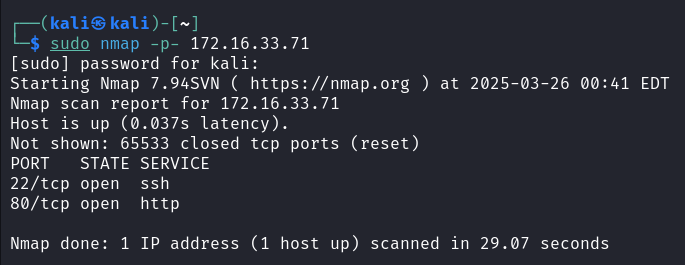 ┌──(kali㉿kali)-[~]
└─$ sudo nmap -p- 172.16.33.71
[sudo] password for kali:
Starting Nmap 7.94SVN ( https://nmap.org ) at 2025-03-26 00:41 EDT
Nmap scan report for 172.16.33.71
Host is up (0.037s latency).
Not shown: 65533 closed tcp ports (reset)
PORT   STATE SERVICE
22/tcp open  ssh
80/tcp open  http

Nmap done: 1 IP address (1 host up) scanned in 29.07 seconds